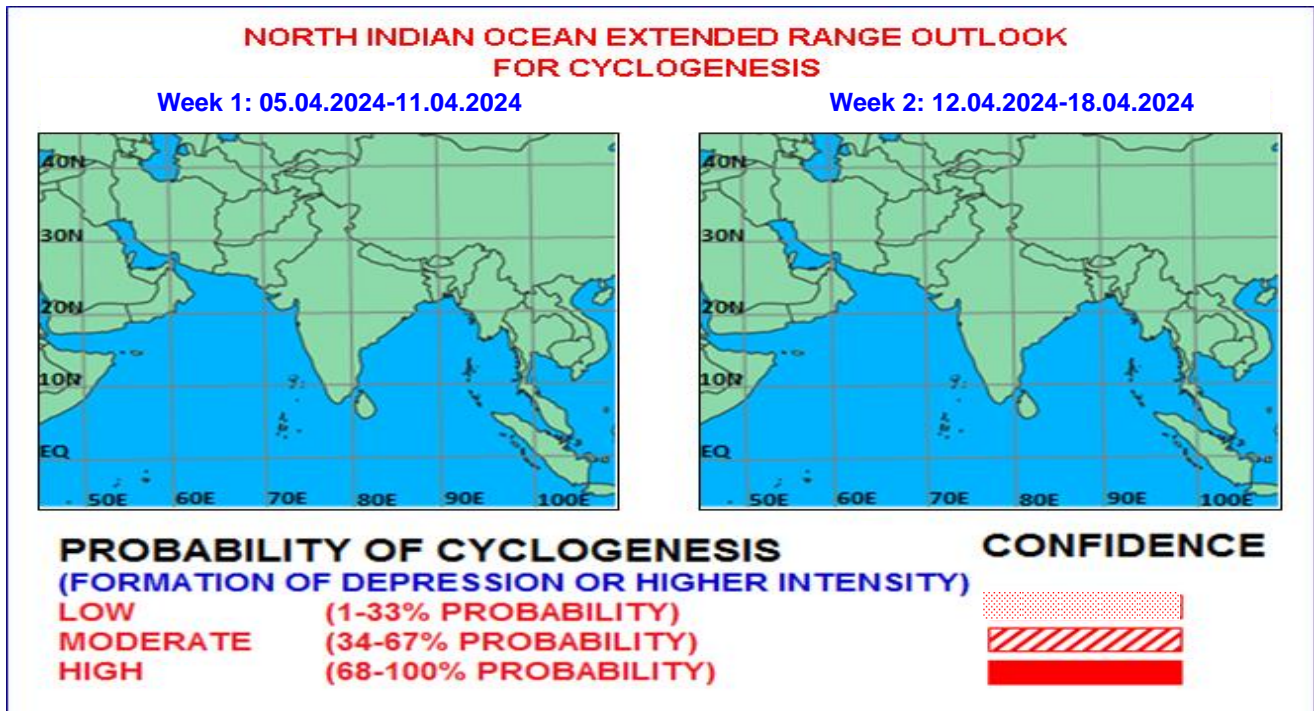 NORTH INDIAN OCEAN EXTENDED RANGE OUTLOOK
FOR CYCLOGENESIS
Week 1: 05.04.2024-11.04.2024
Week 2: 12.04.2024-18.04.2024
40N
30N
20N
10N
EQ
50E 60E 70E 80E 90E 100E
40N
30N
20N
10N
EQ
50E 60E 70E 80E 90E 100E
PROBABILITY OF CYCLOGENESIS
CONFIDENCE
(FORMATION OF DEPRESSION OR HIGHER INTENSITY)
LOW (1-33% PROBABILITY)
MODERATE (34-67% PROBABILITY)
HIGH (68-100% PROBABILITY)